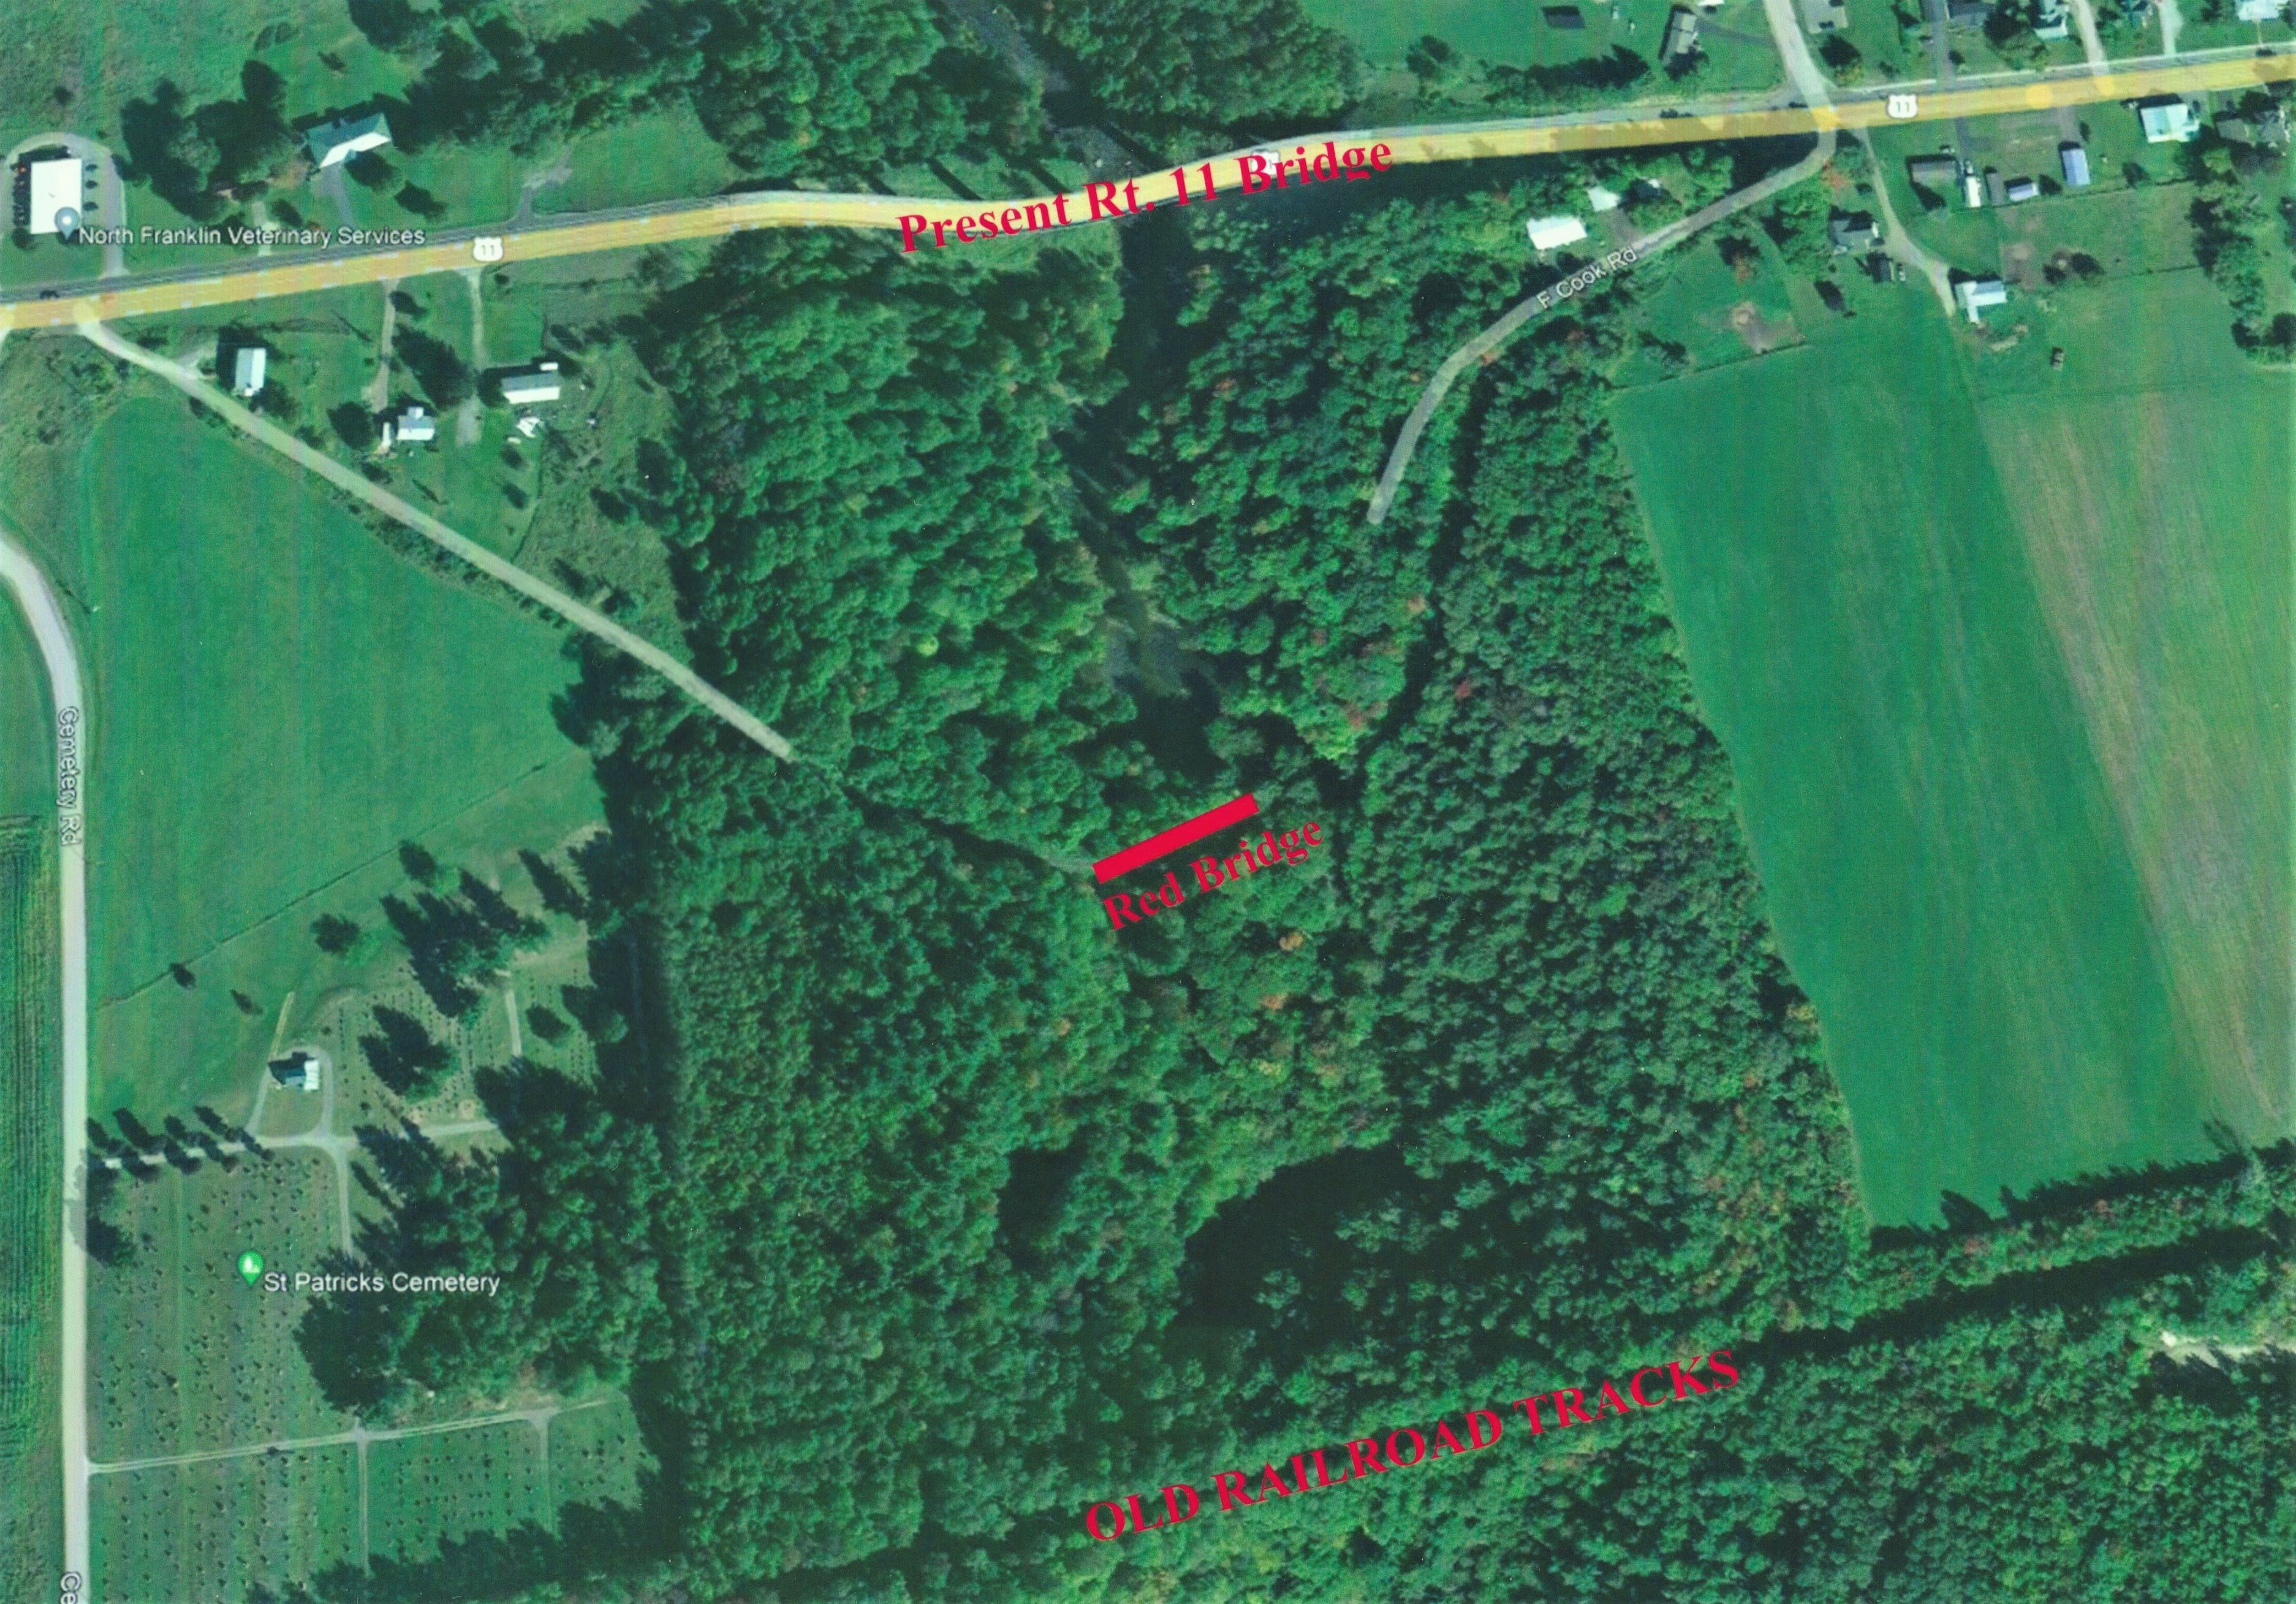 11
Present Rt. 11 Bridge
North Franklin Veterinary Services
11
F Cook Rd
Cemetery Rd
Red Bridge
St Patricks Cemetery
OLD RAILROAD TRACKS
Ce